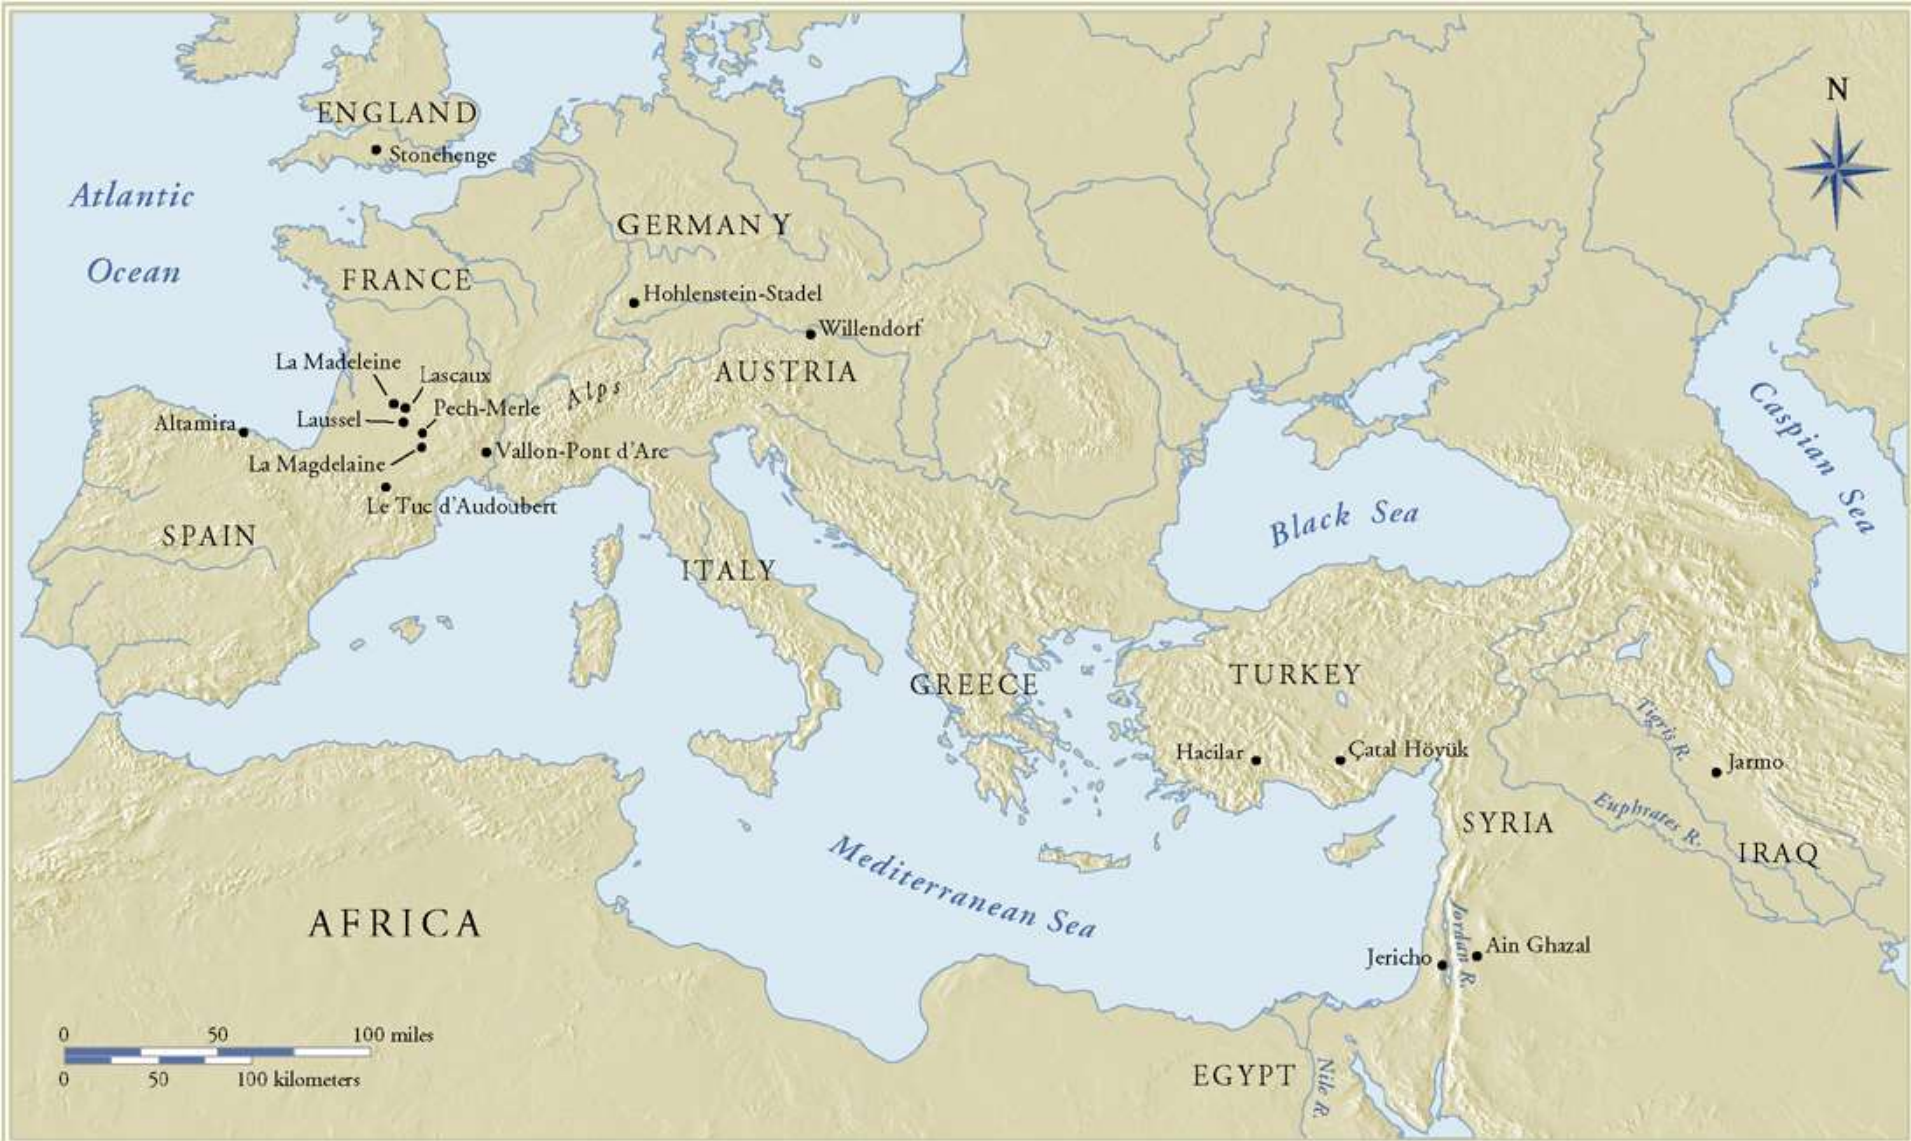 N
ENGLAND
Stonehenge
Atlantic
Ocean
GERMANY
FRANCE
Hohlenstein-Stadel
Willendorf
La Madeleine
Lascaux
AUSTRIA
Alps
Laussel
Pech-Merle
Altamira
Vallon-Pont d'Arc
La Magdelaine
Le Tuc d'Audoubert
Caspian Sea
Black Sea
SPAIN
ITALY
GREECE
TURKEY
Tigris R.
Hacilar
Çatal Höyük
Jarmo
Euphrates R.
SYRIA
IRAQ
Mediterranean Sea
AFRICA
Jordan R.
Jericho
Ain Ghazal
0 50 100 miles
0 50 100 kilometers
EGYPT
Nile R.